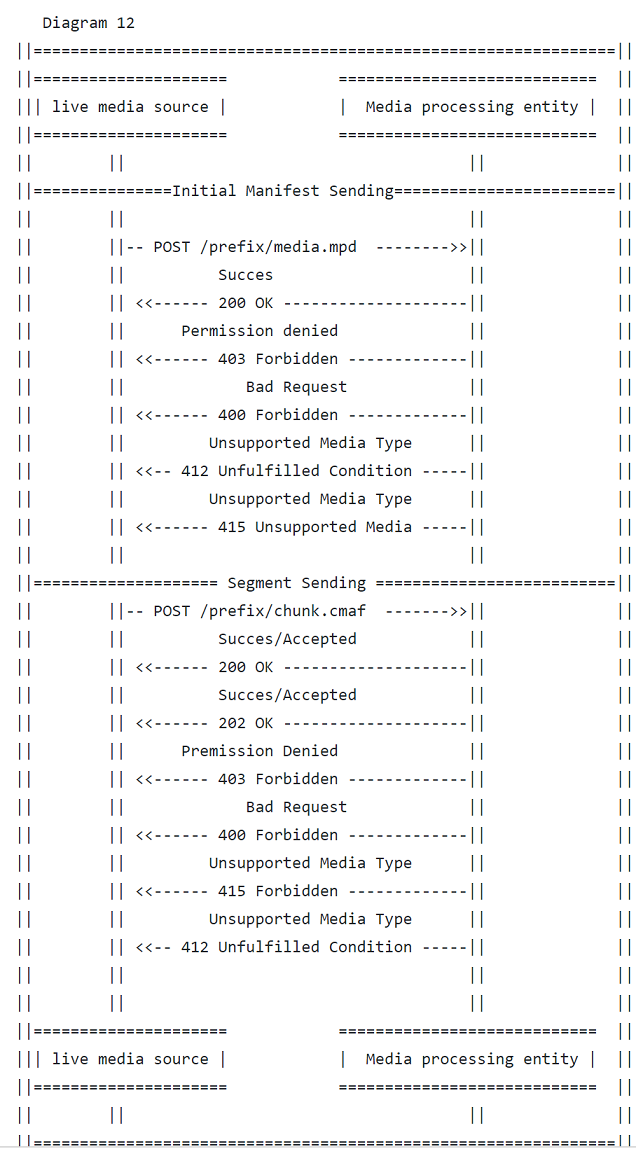 Diagram 12
||===============================================================||
||===================== ============================ ||
||| live media source | | Media processing entity | ||
||===================== ============================ ||
|| || || ||
||===============Initial Manifest Sending========================||
|| || || ||
|| ||-- POST /prefix/media.mpd -------->>|| ||
|| || Succes || ||
|| || <<------ 200 OK --------------------|| ||
|| || Permission denied || ||
|| || <<------ 403 Forbidden -------------|| ||
|| || Bad Request || ||
|| || <<------ 400 Forbidden -------------|| ||
|| || Unsupported Media Type || ||
|| || <<-- 412 Unfulfilled Condition -----|| ||
|| || Unsupported Media Type || ||
|| || <<------ 415 Unsupported Media -----|| ||
|| || || ||
||==================== Segment Sending ==========================||
|| ||-- POST /prefix/chunk.cmaf ------->>|| ||
|| || Succes/Accepted || ||
|| || <<------ 200 OK --------------------|| ||
|| || Succes/Accepted || ||
|| || <<------ 202 OK --------------------|| ||
|| || Premission Denied || ||
|| || <<------ 403 Forbidden -------------|| ||
|| || Bad Request || ||
|| || <<------ 400 Forbidden -------------|| ||
|| || Unsupported Media Type || ||
|| || <<------ 415 Forbidden -------------|| ||
|| || Unsupported Media Type || ||
|| || <<-- 412 Unfulfilled Condition -----|| ||
|| || || ||
|| || || ||
||===================== ============================ ||
||| live media source | | Media processing entity | ||
||===================== ============================ ||
|| || || ||
||===============================================================||